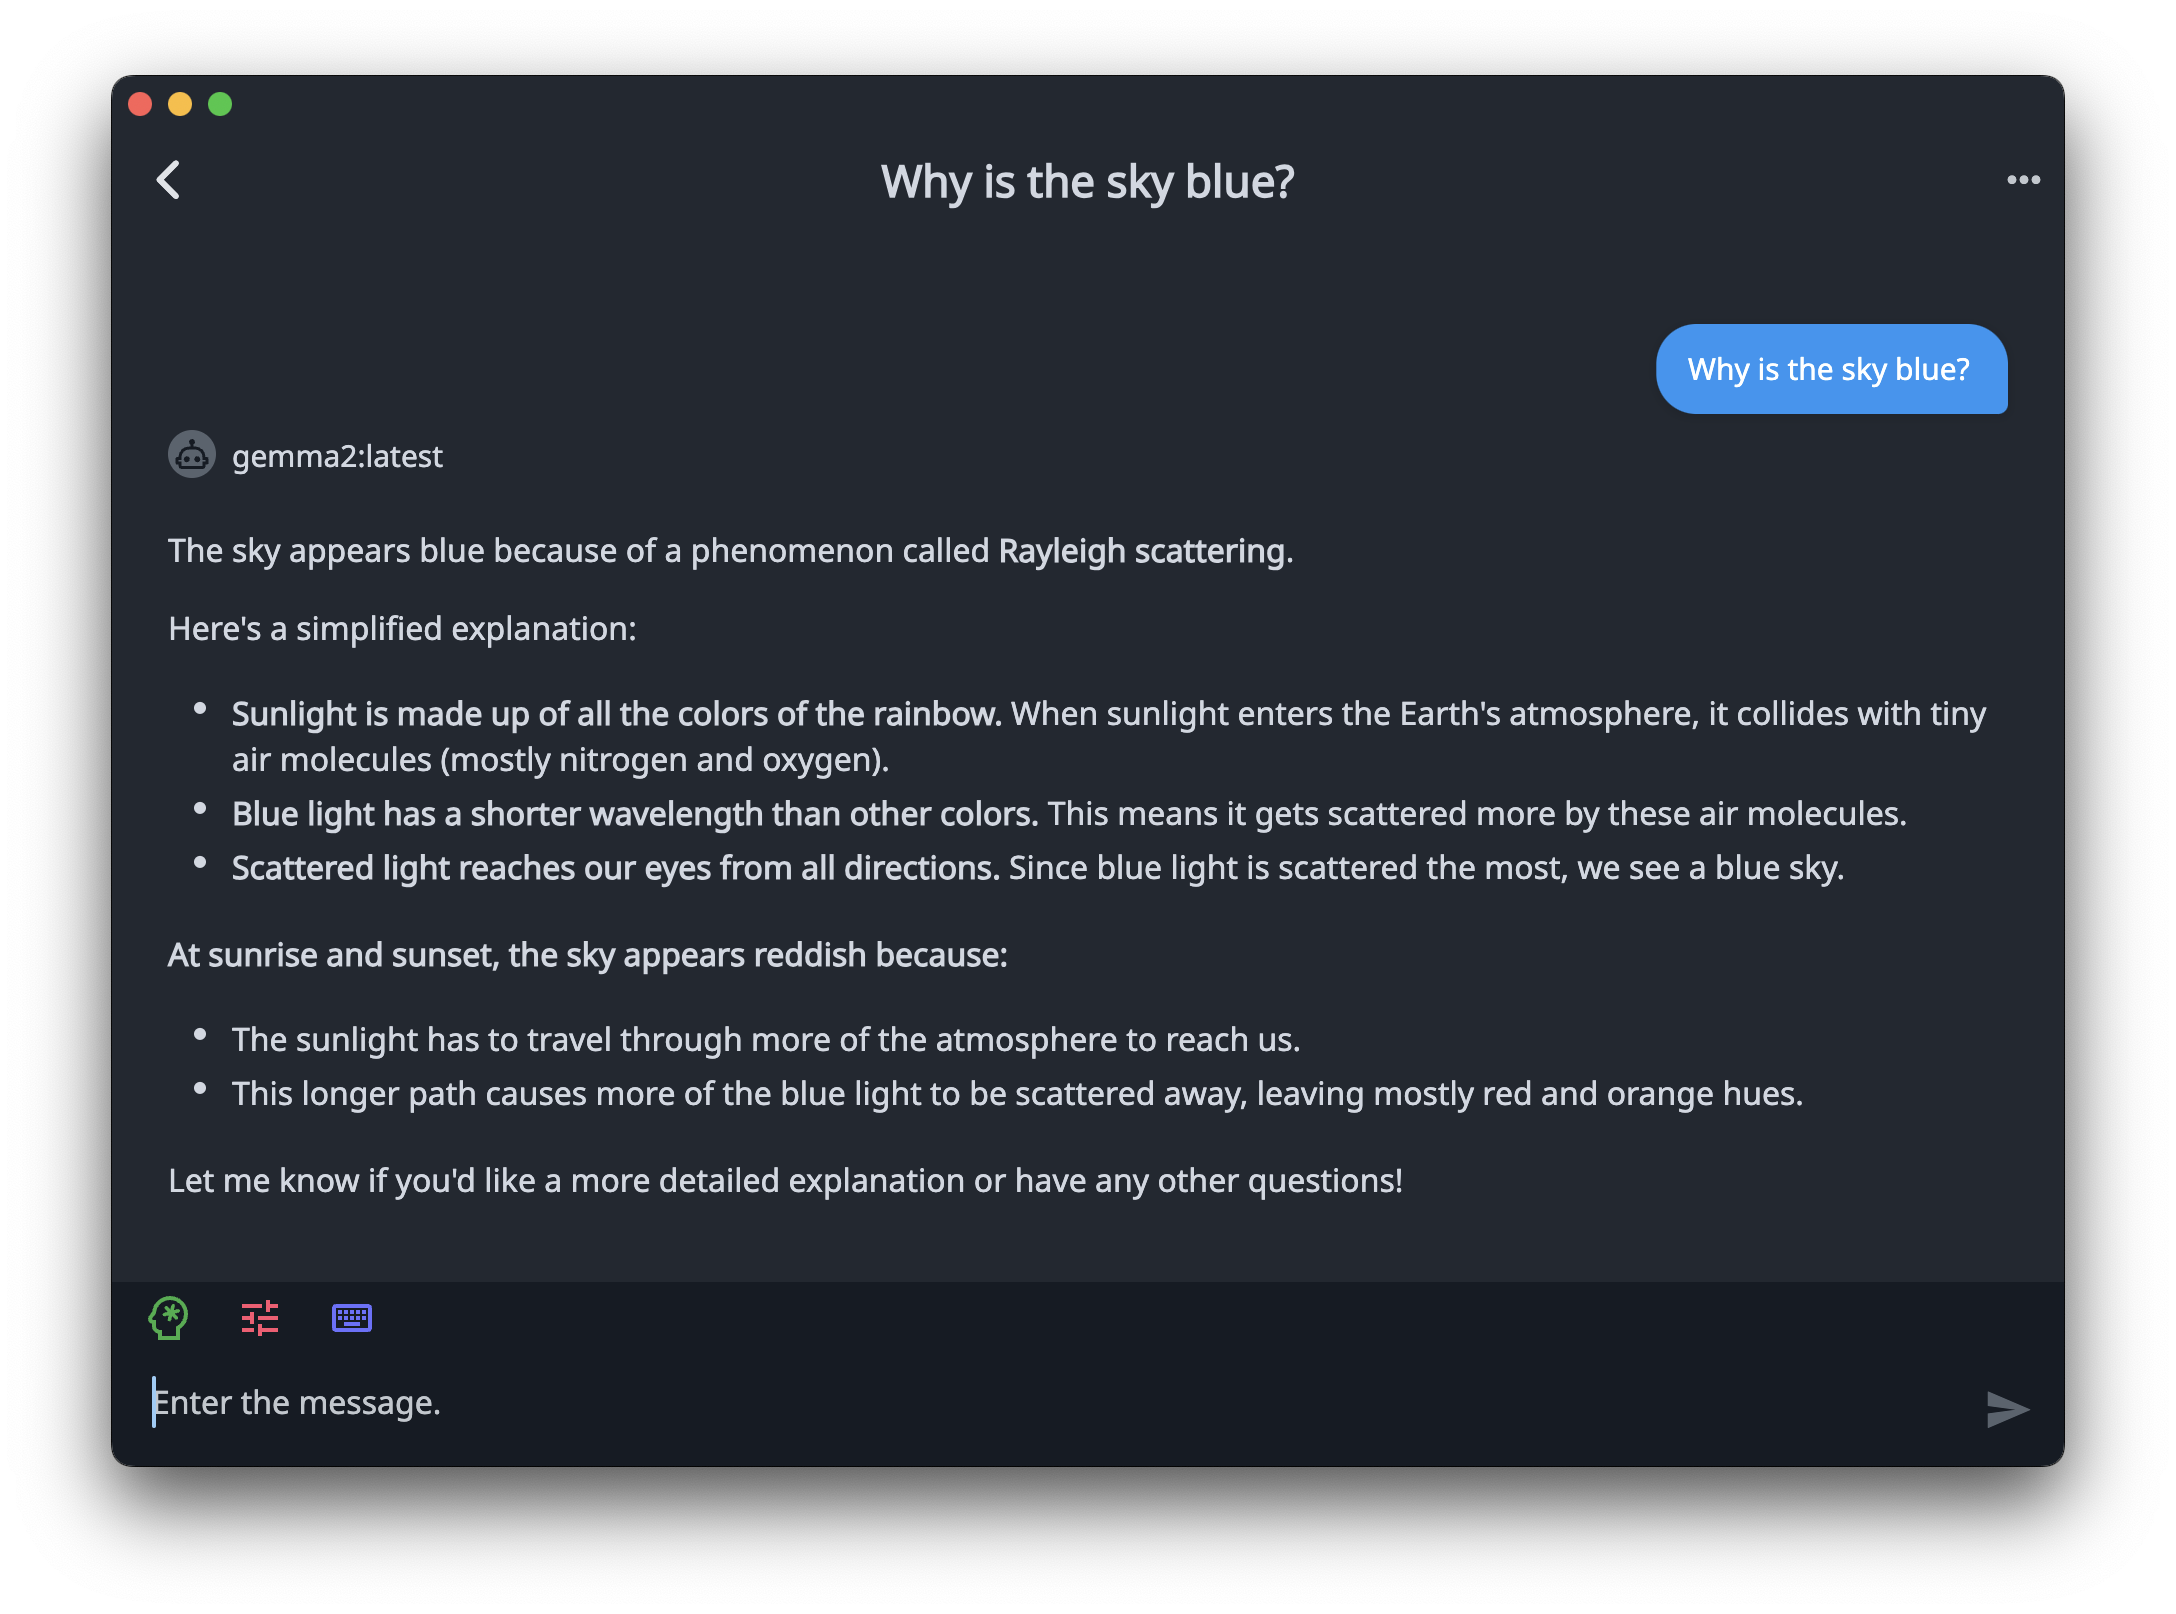 Why is the sky blue?
Why is the sky blue?
gemma2:latest
The sky appears blue because of a phenomenon called Rayleigh scattering.
Here's a simplified explanation:
Sunlight is made up of all the colors of the rainbow. When sunlight enters the Earth's atmosphere, it collides with tiny
air molecules (mostly nitrogen and oxygen).
Blue light has a shorter wavelength than other colors. This means it gets scattered more by these air molecules.
Scattered light reaches our eyes from all directions. Since blue light is scattered the most, we see a blue sky.
At sunrise and sunset, the sky appears reddish because:
The sunlight has to travel through more of the atmosphere to reach us.
This longer path causes more of the blue light to be scattered away, leaving mostly red and orange hues.
Let me know if you'd like a more detailed explanation or have any other questions!
Enter the message.